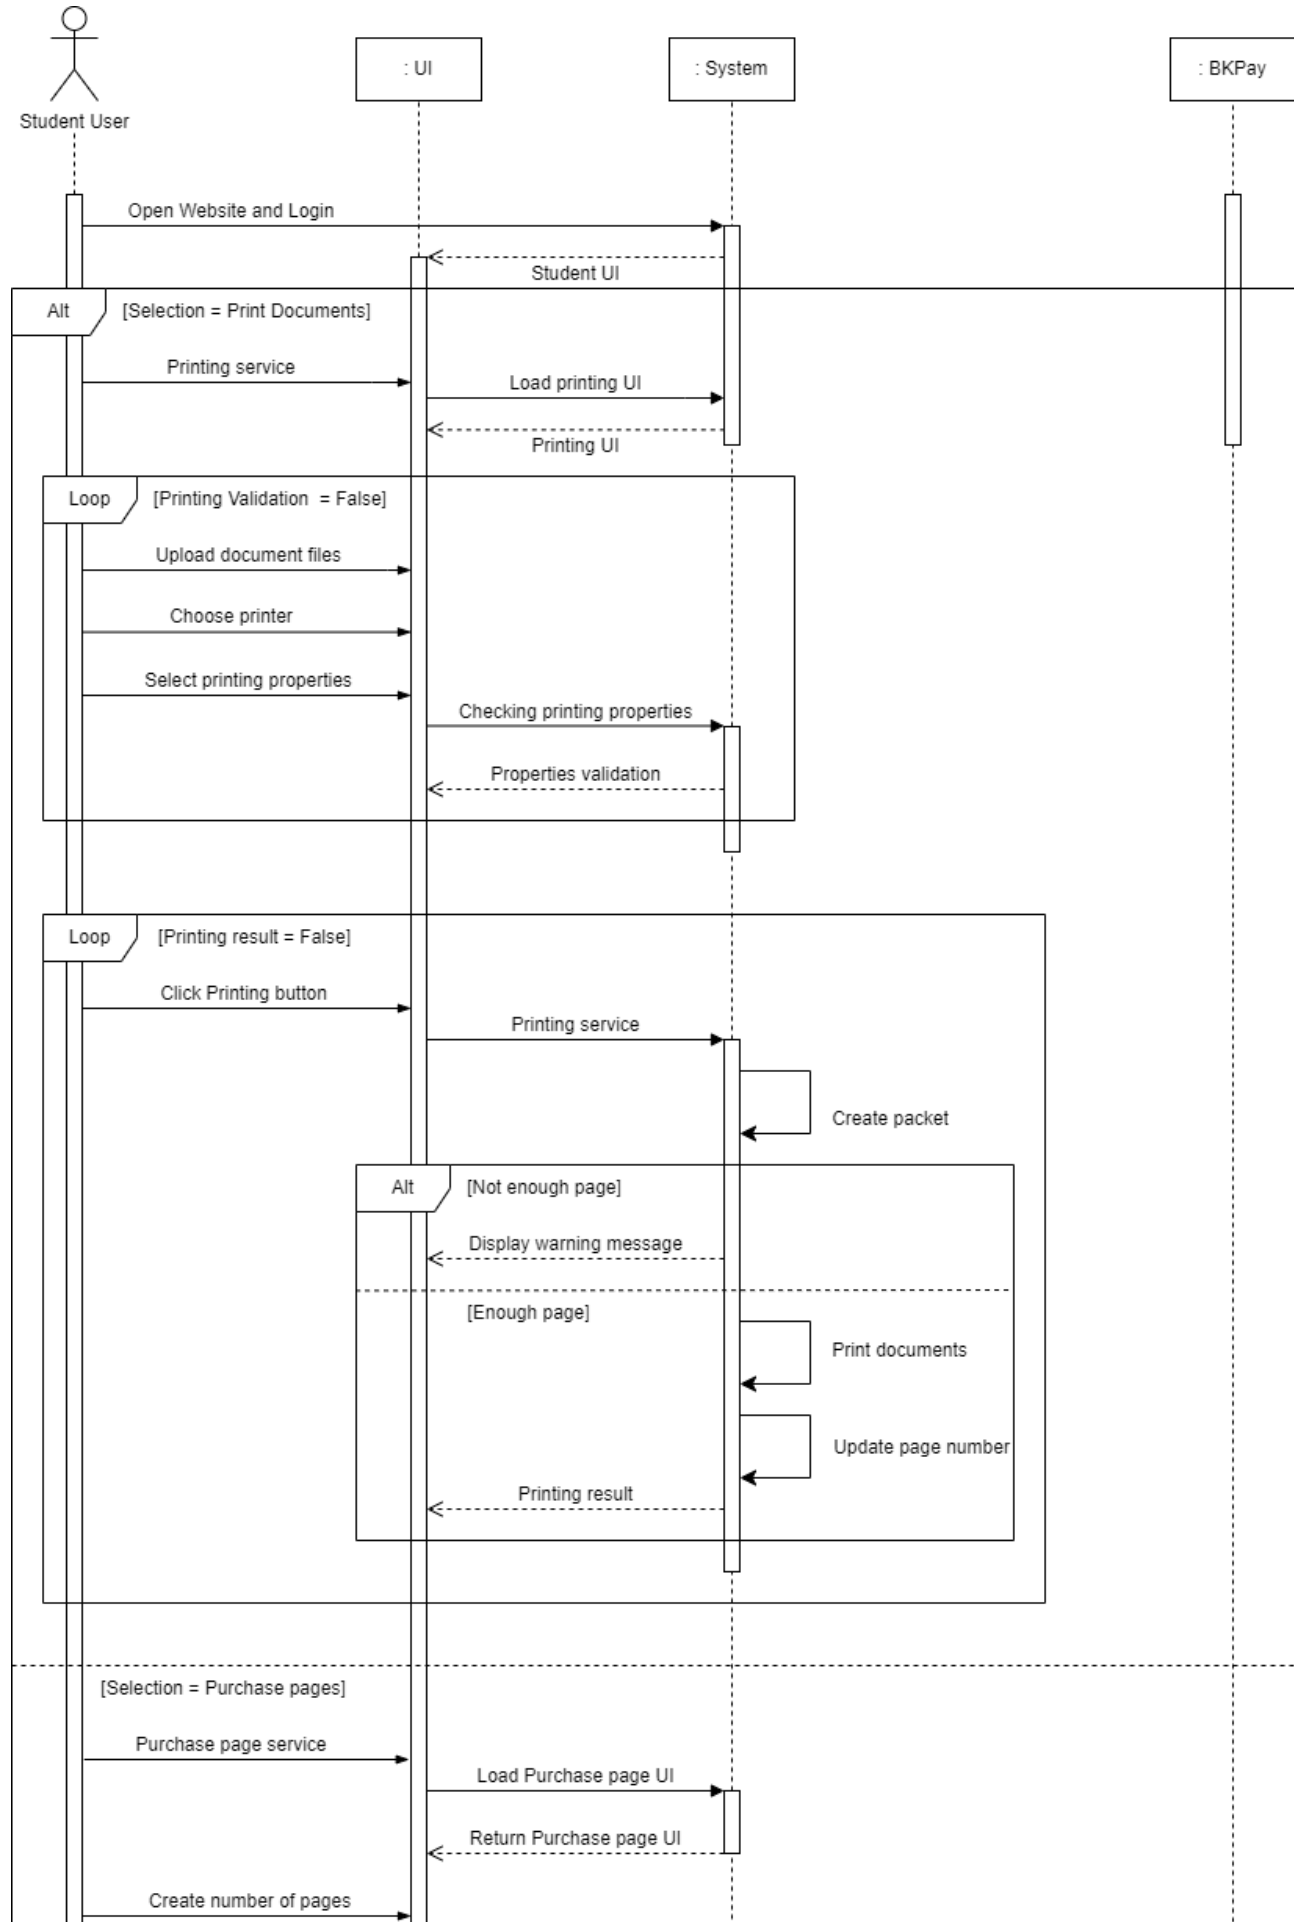 Student User
: UI
: System
: BKPay
Open Website and Login
Student UI
Alt
[Selection = Print Documents]
Printing service
Load printing UI
Printing UI
Loop
[Printing Validation  = False]
Upload document files
Choose printer
Select printing properties
Checking printing properties
Properties validation
Loop
[Printing result = False]
Click Printing button
Printing service
Create packet
Alt
[Not enough page]
Display warning message
[Enough page]
Print documents
Update page number
Printing result
[Selection = Purchase pages]
Purchase page service
Load Purchase page UI
Return Purchase page UI
Create number of pages